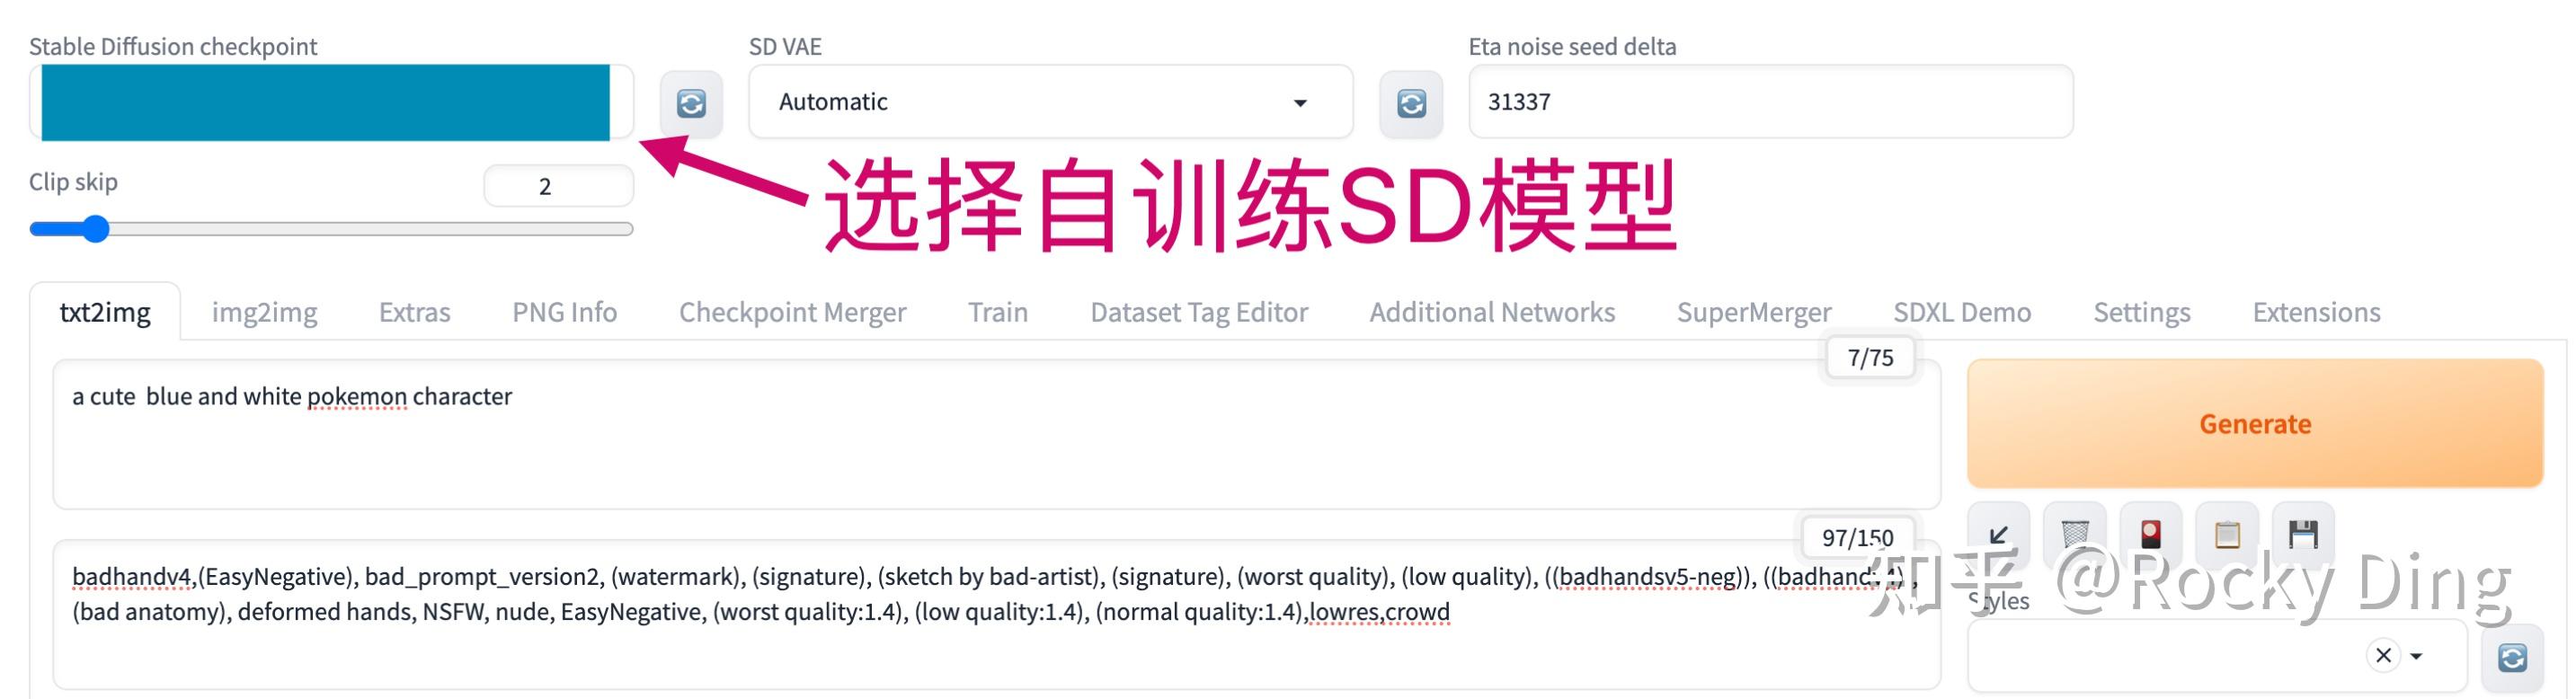 Stable Diffusion checkpoint
SD VAE
Eta noise seed delta
Automatic
31337
选择自训练SD模型
Clip skip
2
txt2img img2img Extras PNG Info Checkpoint Merger Train Dataset Tag Editor Additional Networks SuperMerger SDXL Demo Settings Extensions
7/75
a cute  blue and white pokemon character
Generate
97/150
badhandv4,(EasyNegative), bad_prompt_version2, (watermark), (signature), (sketch by bad-artist), (signature), (worst quality), (low quality), ((badhandsv5-neg)), ((badhandv4) ,
(bad anatomy), deformed hands, NSFW, nude, EasyNegative, (worst quality:1.4), (low quality:1.4), (normal quality:1.4),lowres,crowd
Styles
知乎 @Rocky Ding